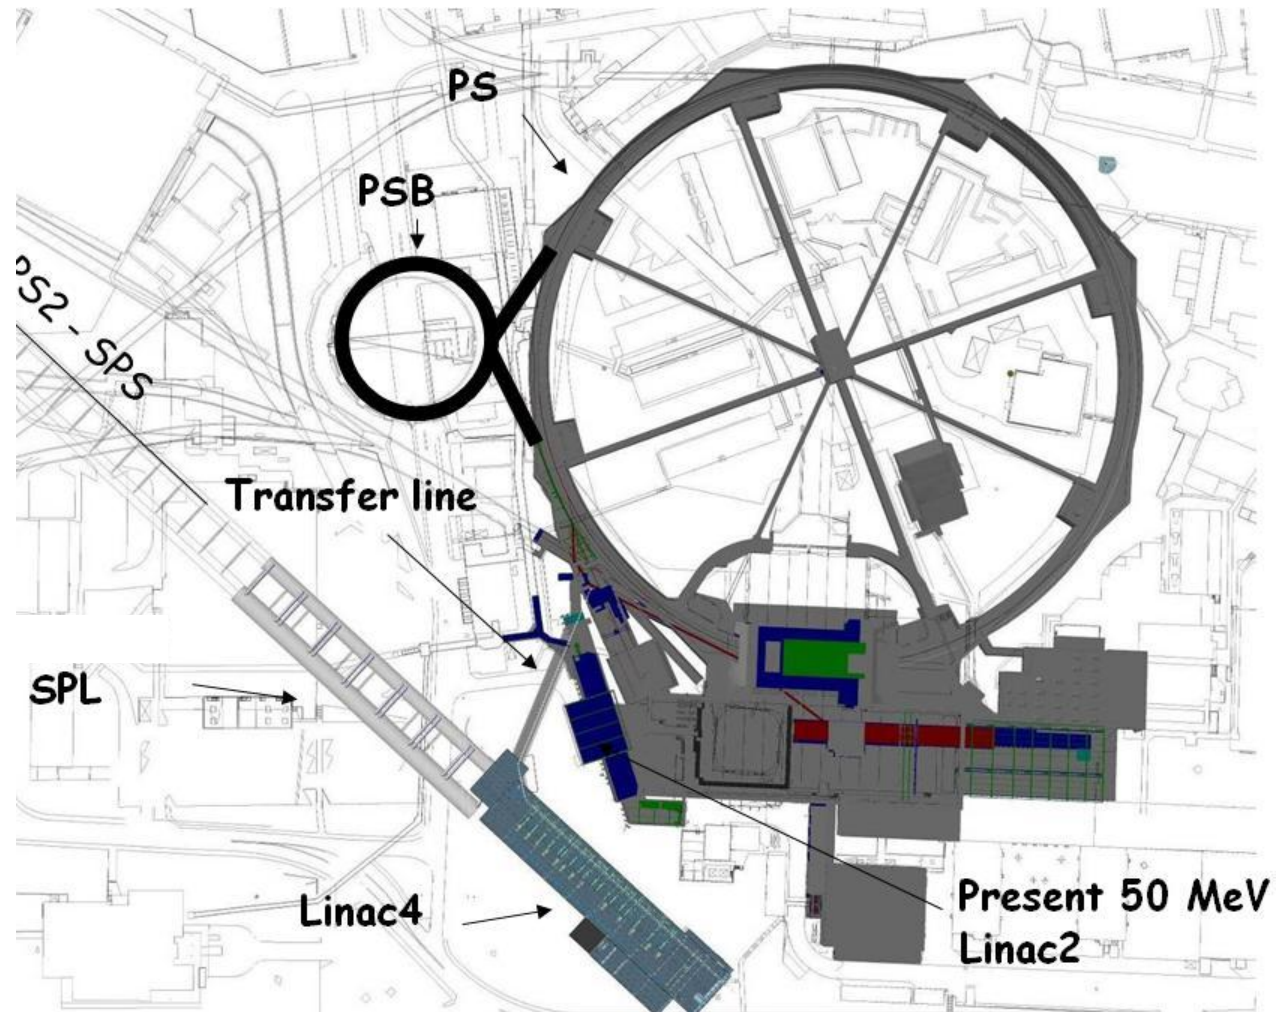 PS
PSB
PS2 - SPS
Transfer line
SPL
Linac4
Present 50 MeV
Linac2